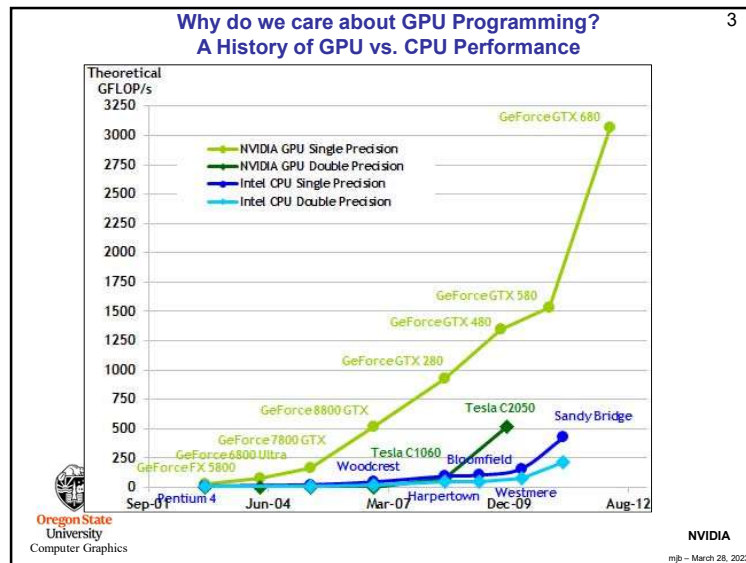 Why do we care about GPU Programming?
A History of GPU vs. CPU Performance
3
Theoretical
GFLOP/s
3250
3000
2750
2500
2250
2000
1750
1500
1250
1000
750
500
250
0
NVIDIA GPU Single Precision
NVIDIA GPU Double Precision
Intel CPU Single Precision
Intel CPU Double Precision
GeForce GTX 680
GeForce GTX 580
GeForce GTX 480
GeForce GTX 280
GeForce 8800 GTX
GeForce 7800 GTX
GeForce 6800 Ultra
GeForce FX 5800
Tesla C2050
Sandy Bridge
Tesla C1060
Bloomfield
Woodcrest
Pentium 4
Harpertown
Westmere
Sep-01
Jun-04
Mar-07
Dec-09
Aug-12
Oregon State
University
Computer Graphics
NVIDIA
mjb – March 28, 2023